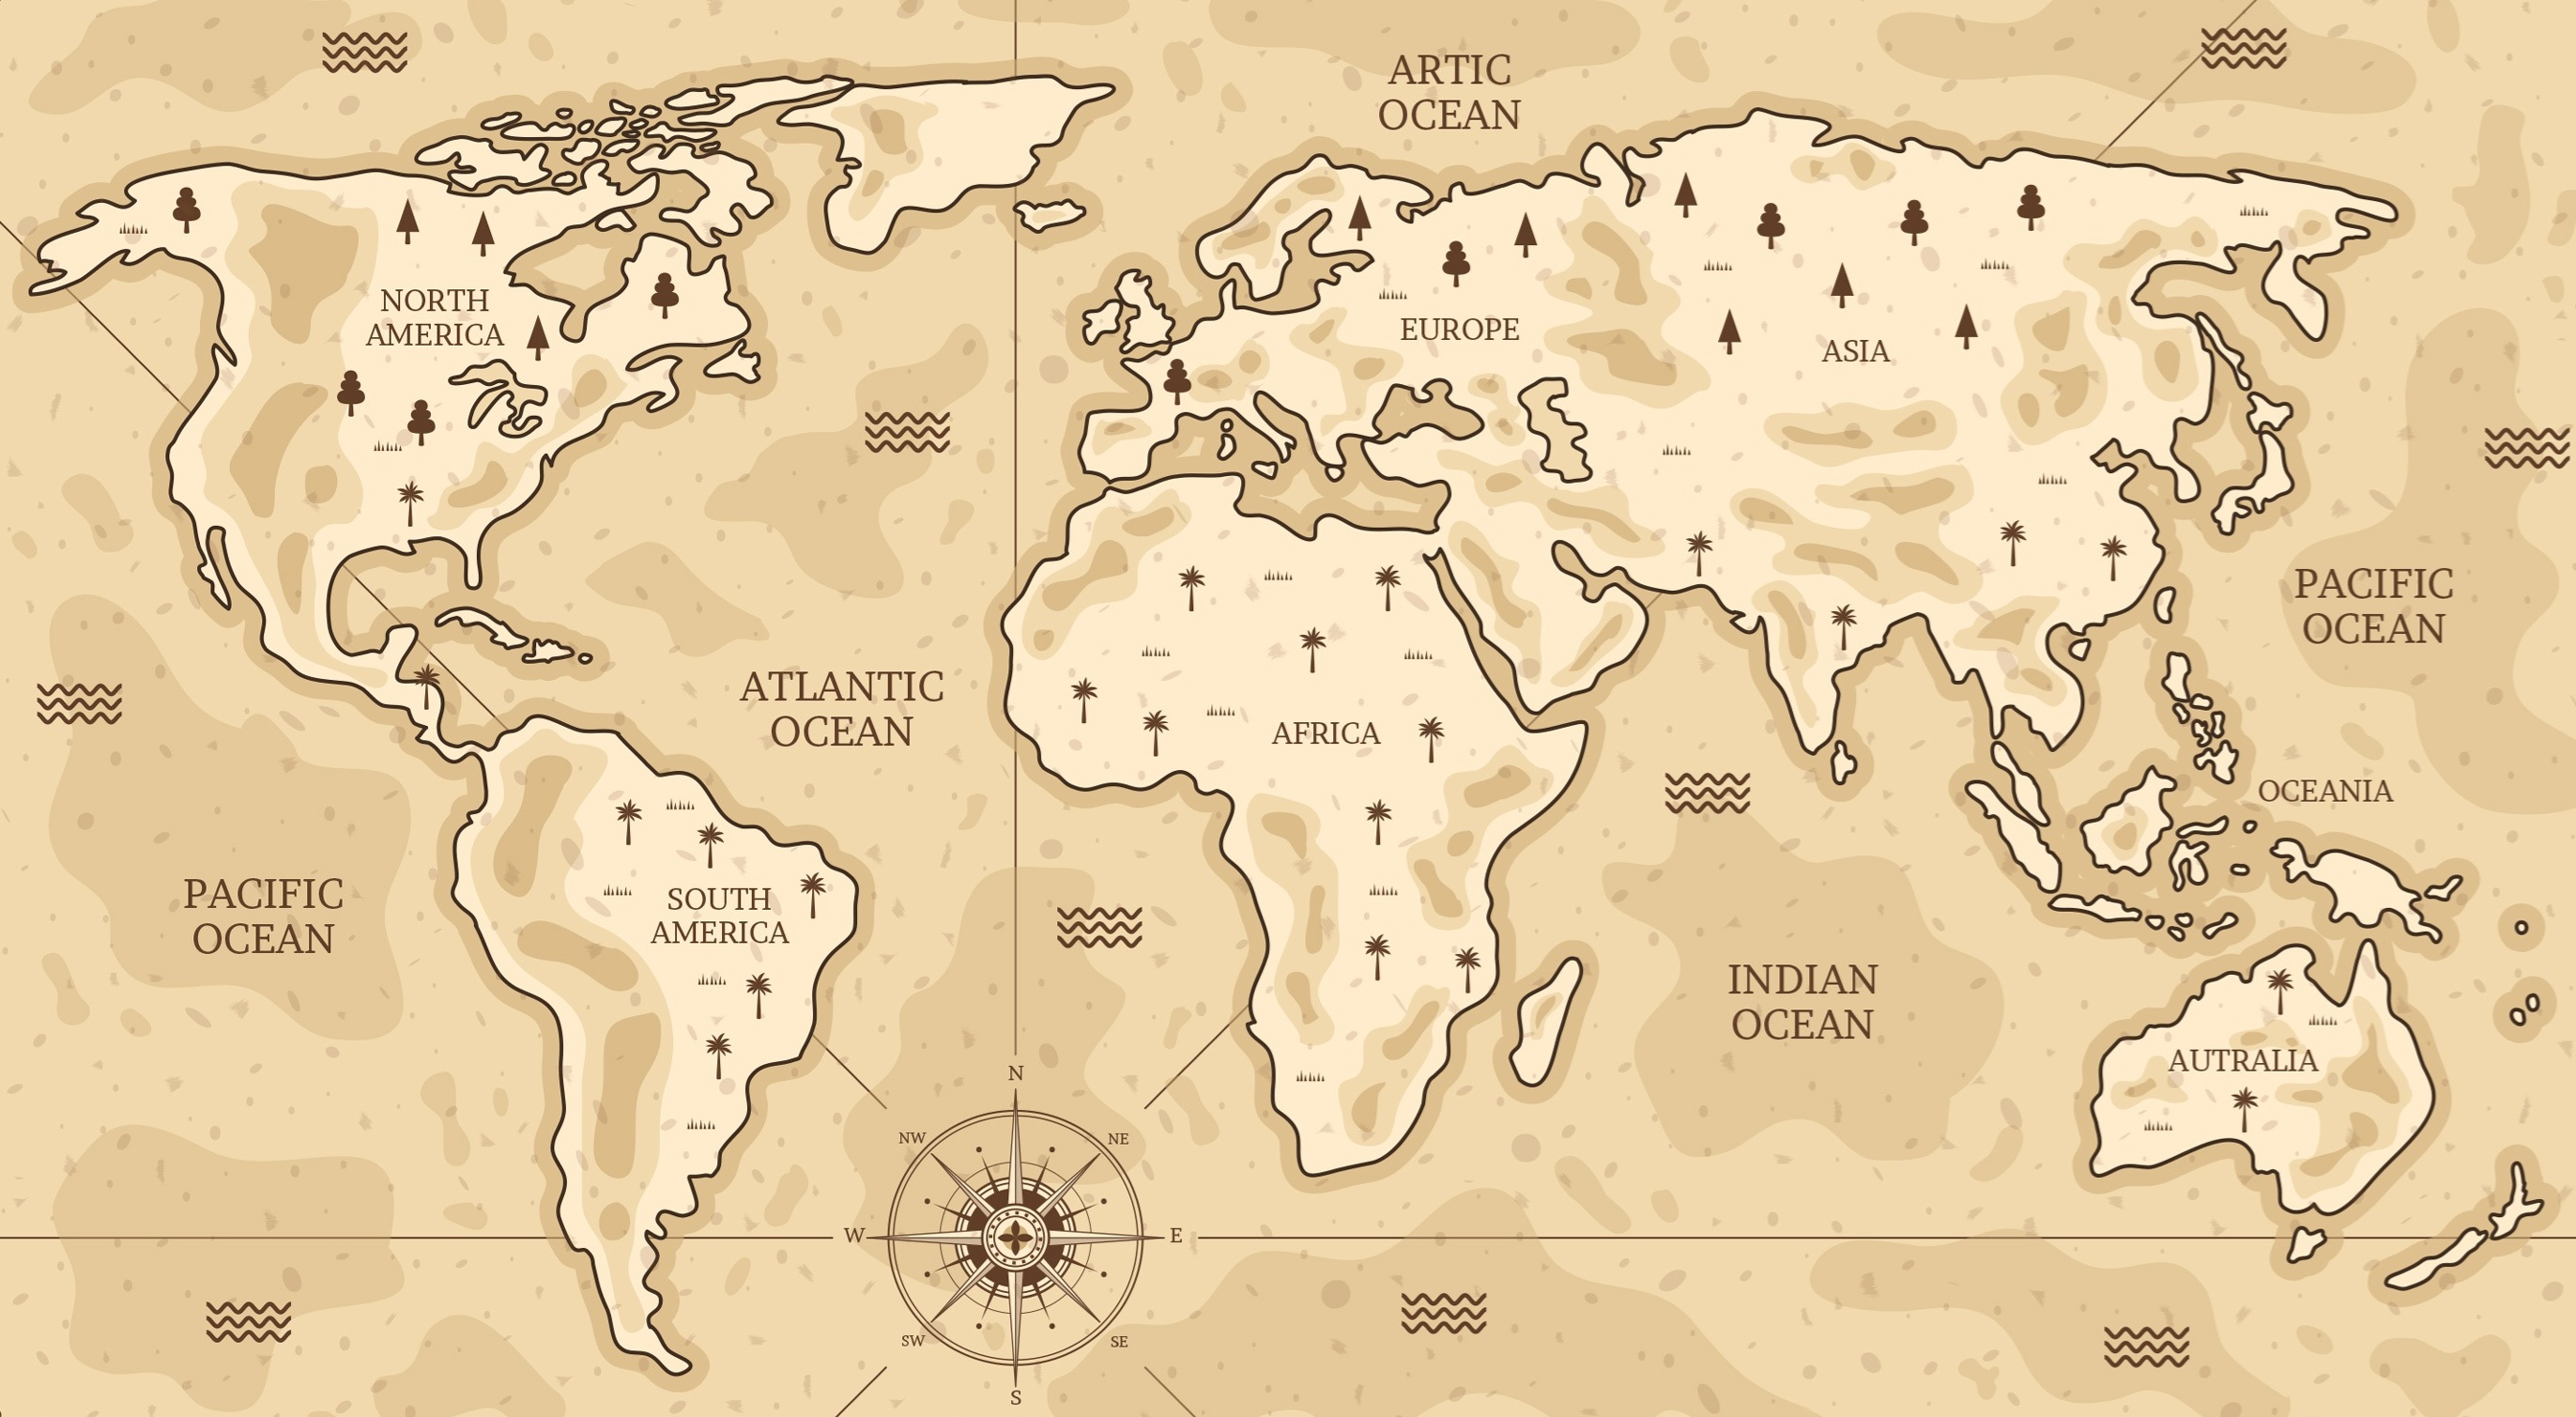 ARTIC
OCEAN
NORTH
AMERICA
EUROPE
ASIA
PACIFIC
OCEAN
ATLANTIC
OCEAN
AFRICA
OCEANIA
PACIFIC
OCEAN
SOUTH
AMERICA
INDIAN
OCEAN
AUTRALIA
N
NW
NE
W
E
SW
SE
S